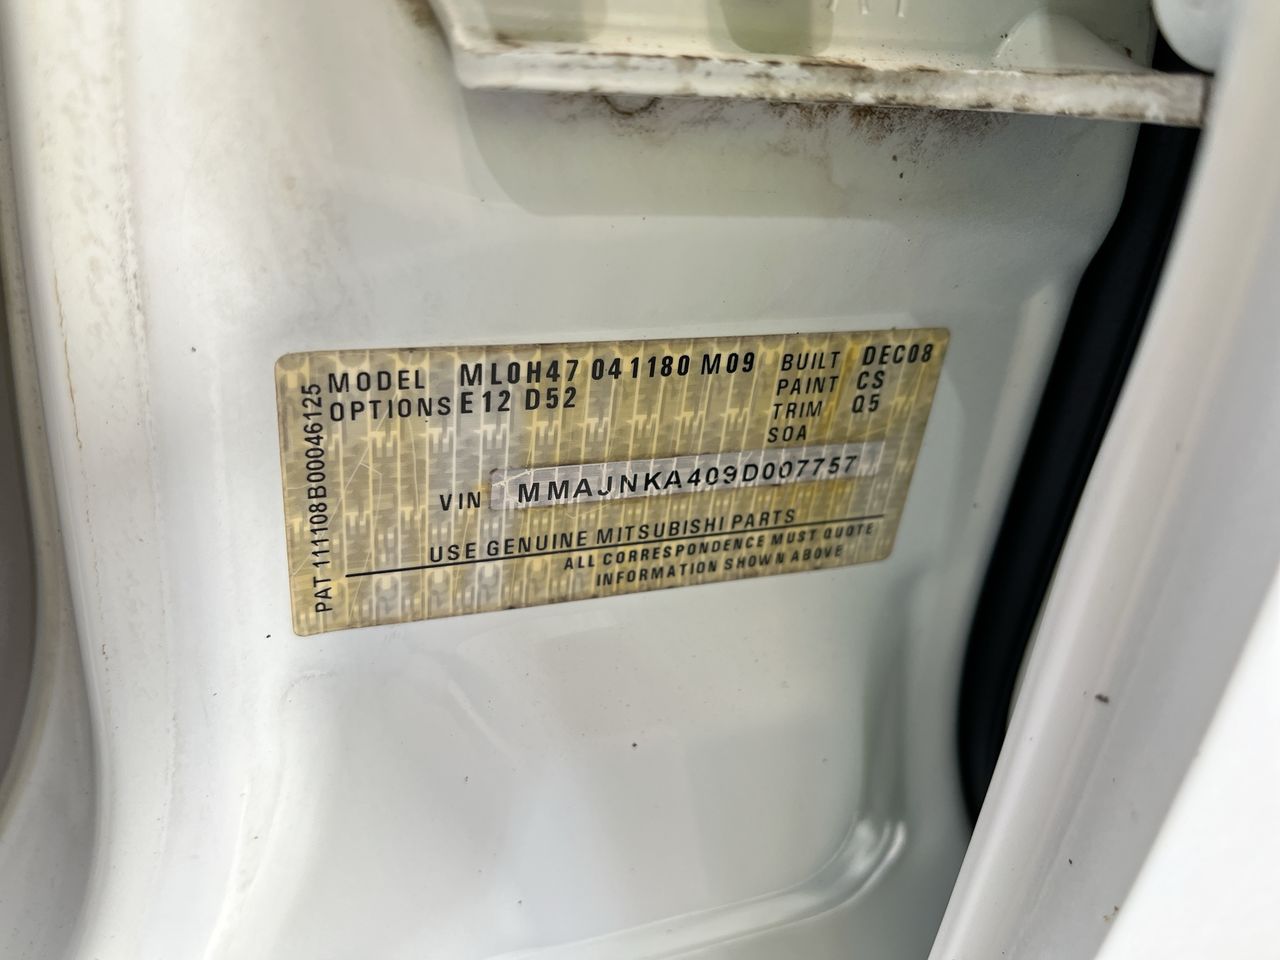 MODEL ML0H47 041180 M09 BUILT DEC08
OPTIONS E12 D52 PAINT CS
TRIM Q5
SOA
VIN MMAJNKA409D007757
USE GENUINE MITSUBISHI PARTS
ALL CORRESPONDENCE MUST QUOTE
INFORMATION SHOWN ABOVE
PAT 111108B00046125